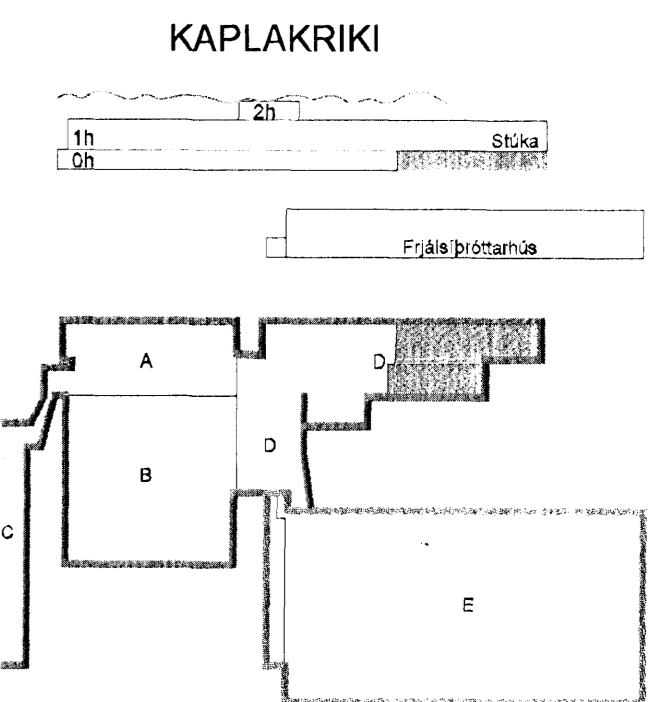 KAPLAKRIKI
2h
1h Stúka
0h
Frjálsíþróttarhús
A D
D
B
C
E